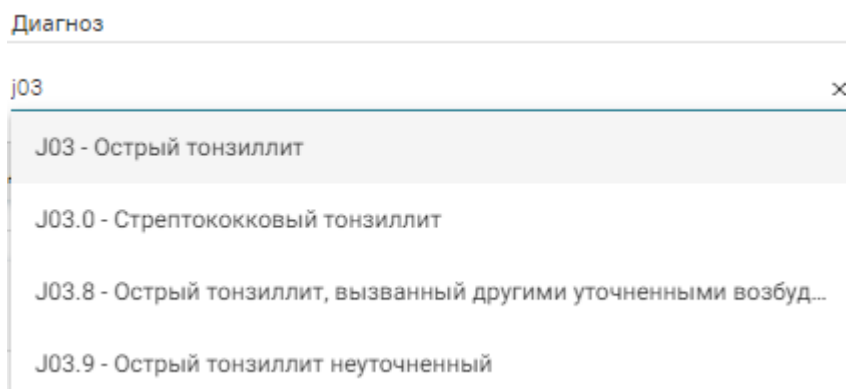 Диагноз
j03
J03 - Острый тонзиллит
J03.0 - Стрептококковый тонзиллит
J03.8 - Острый тонзиллит, вызванный другими уточненными возбуд...
J03.9 - Острый тонзиллит неуточненный